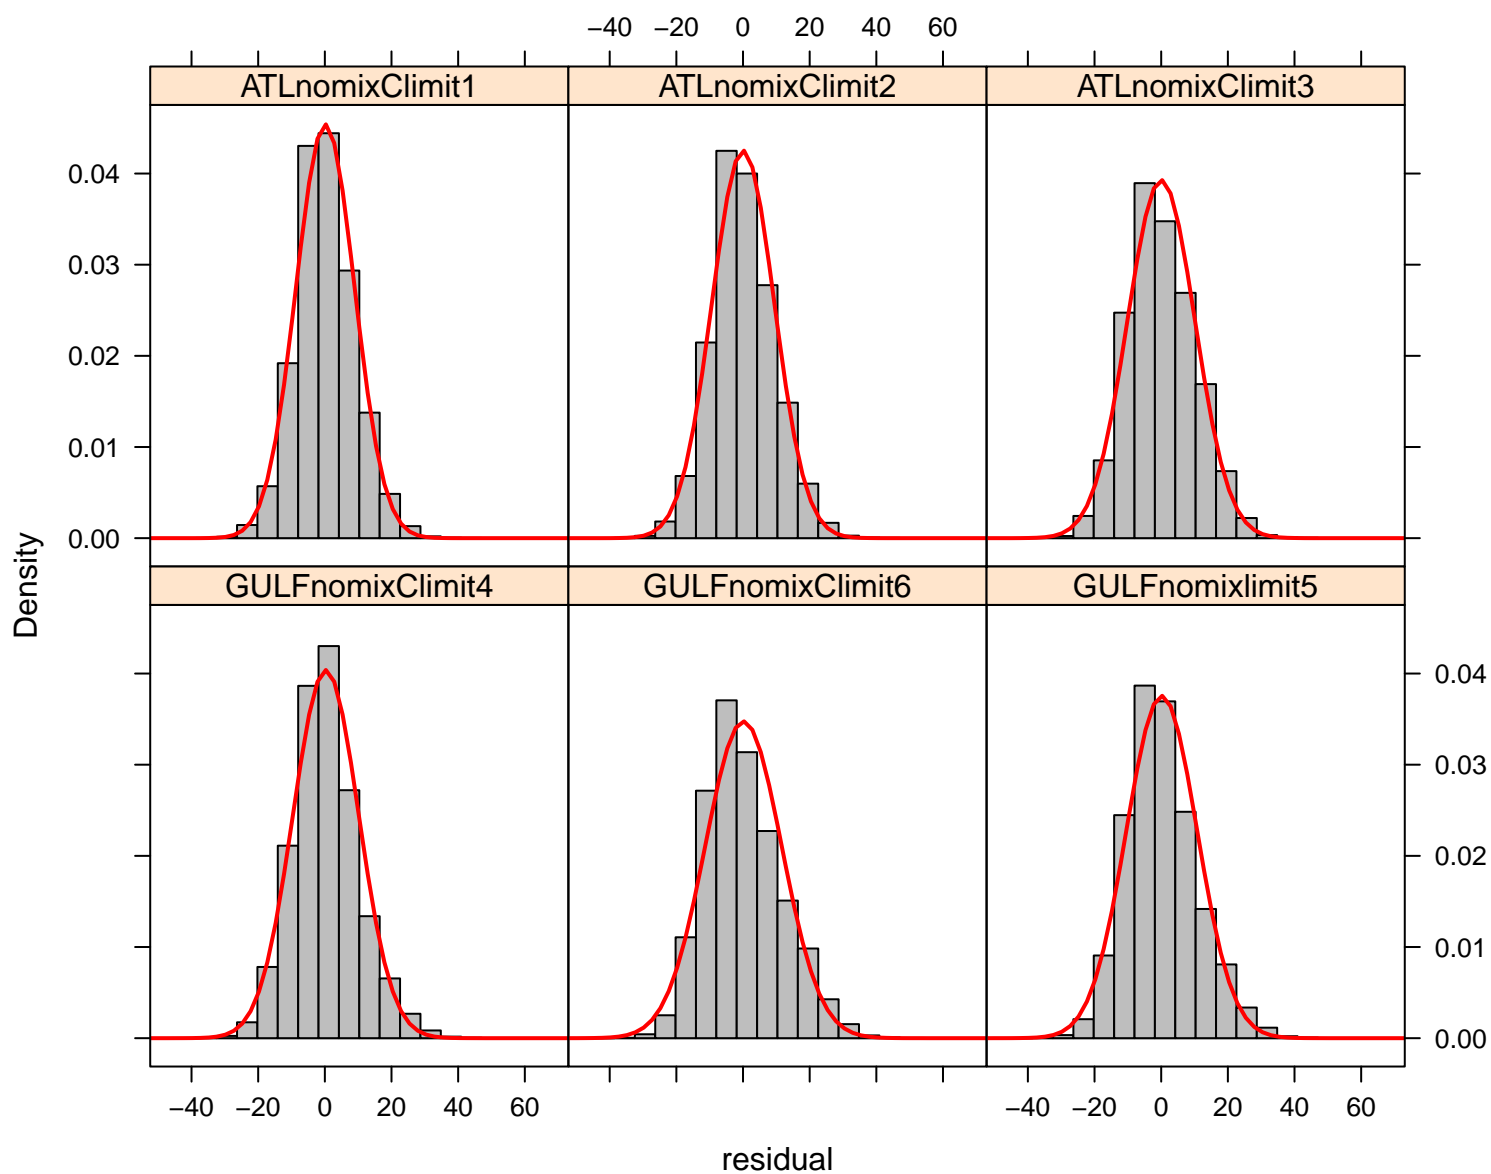 −40 −20 0 20 40 60
ATLnomixClimit1 ATLnomixClimit2 ATLnomixClimit3
0.04
0.03
0.02
0.01
0.00
Density
GULFnomixClimit4 GULFnomixClimit6 GULFnomixlimit5
0.04
0.03
0.02
0.01
0.00
−40 −20 0 20 40 60 −40 −20 0 20 40 60
residual